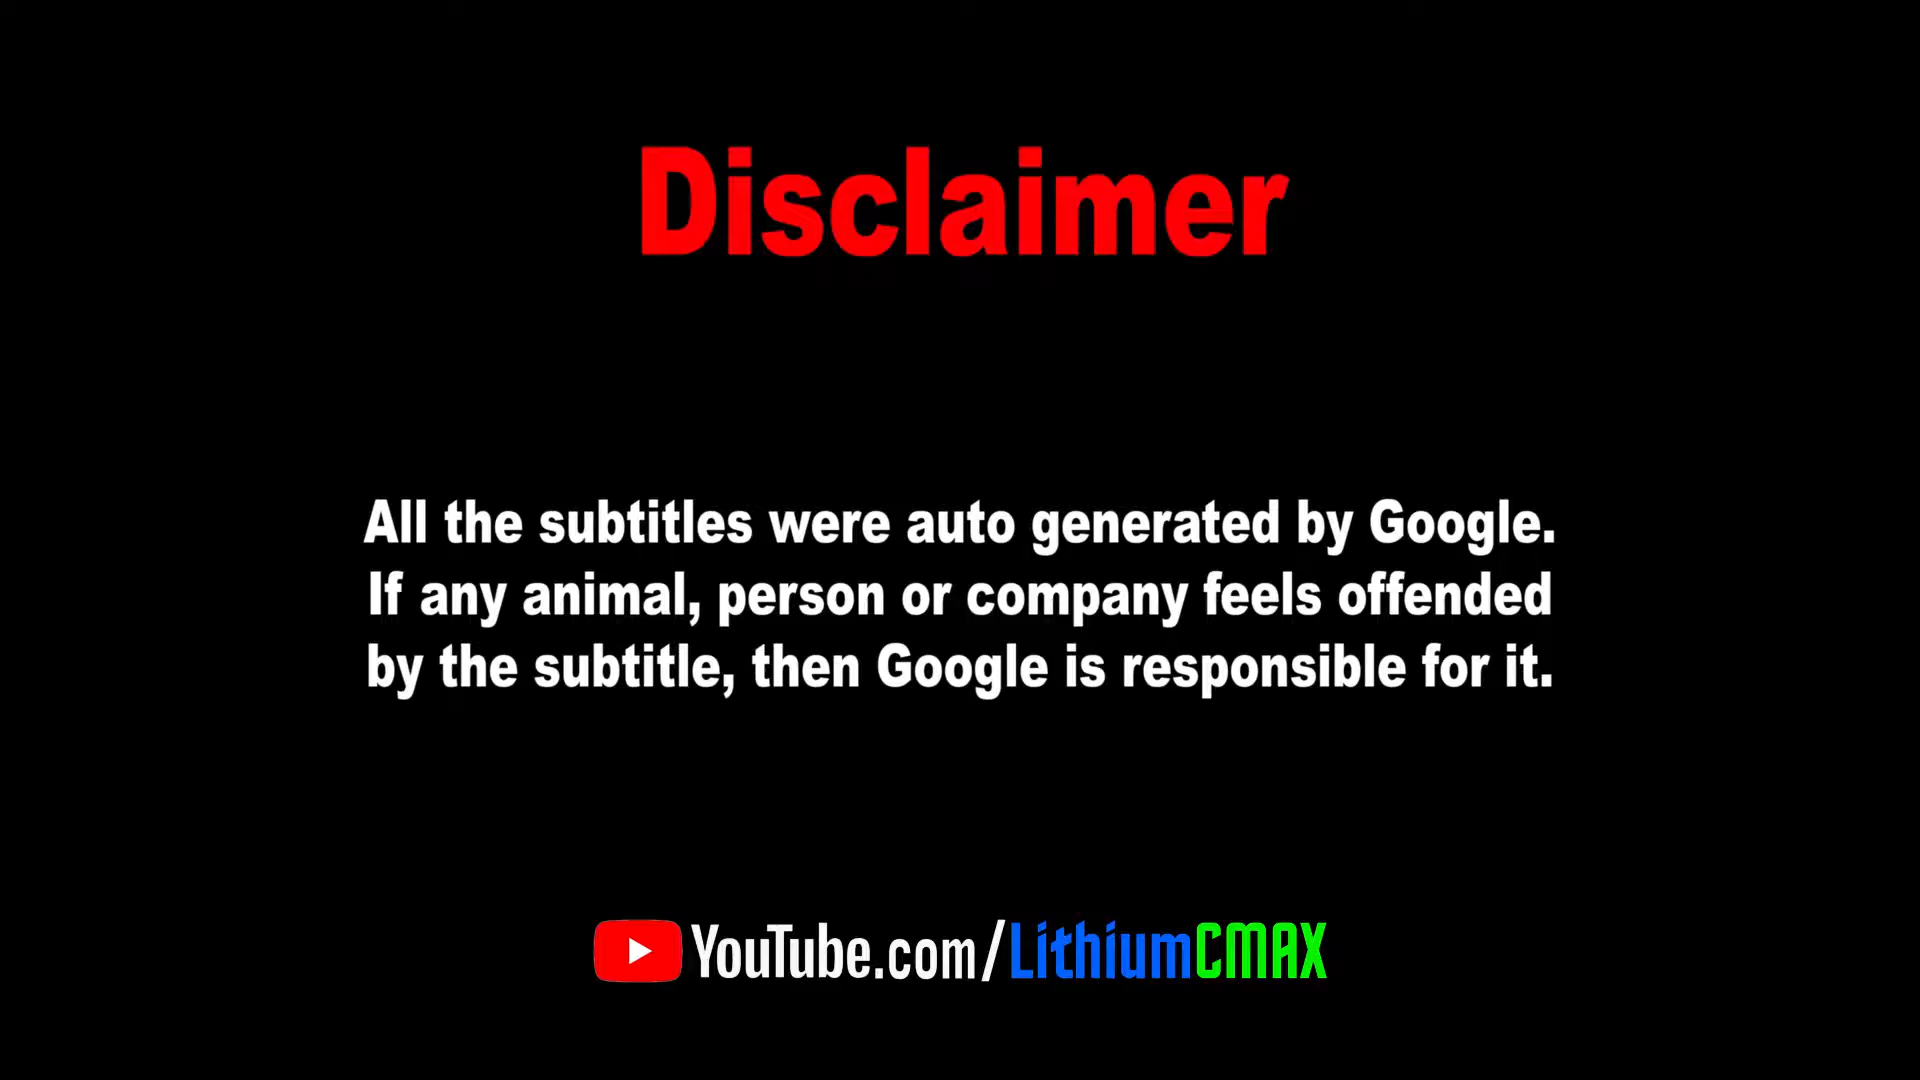 Disclaimer
All the subtitles were auto generated by Google.
If any animal, person or company feels offended
by the subtitle, then Google is responsible for it.
YouTube.com/LithiumCMAX